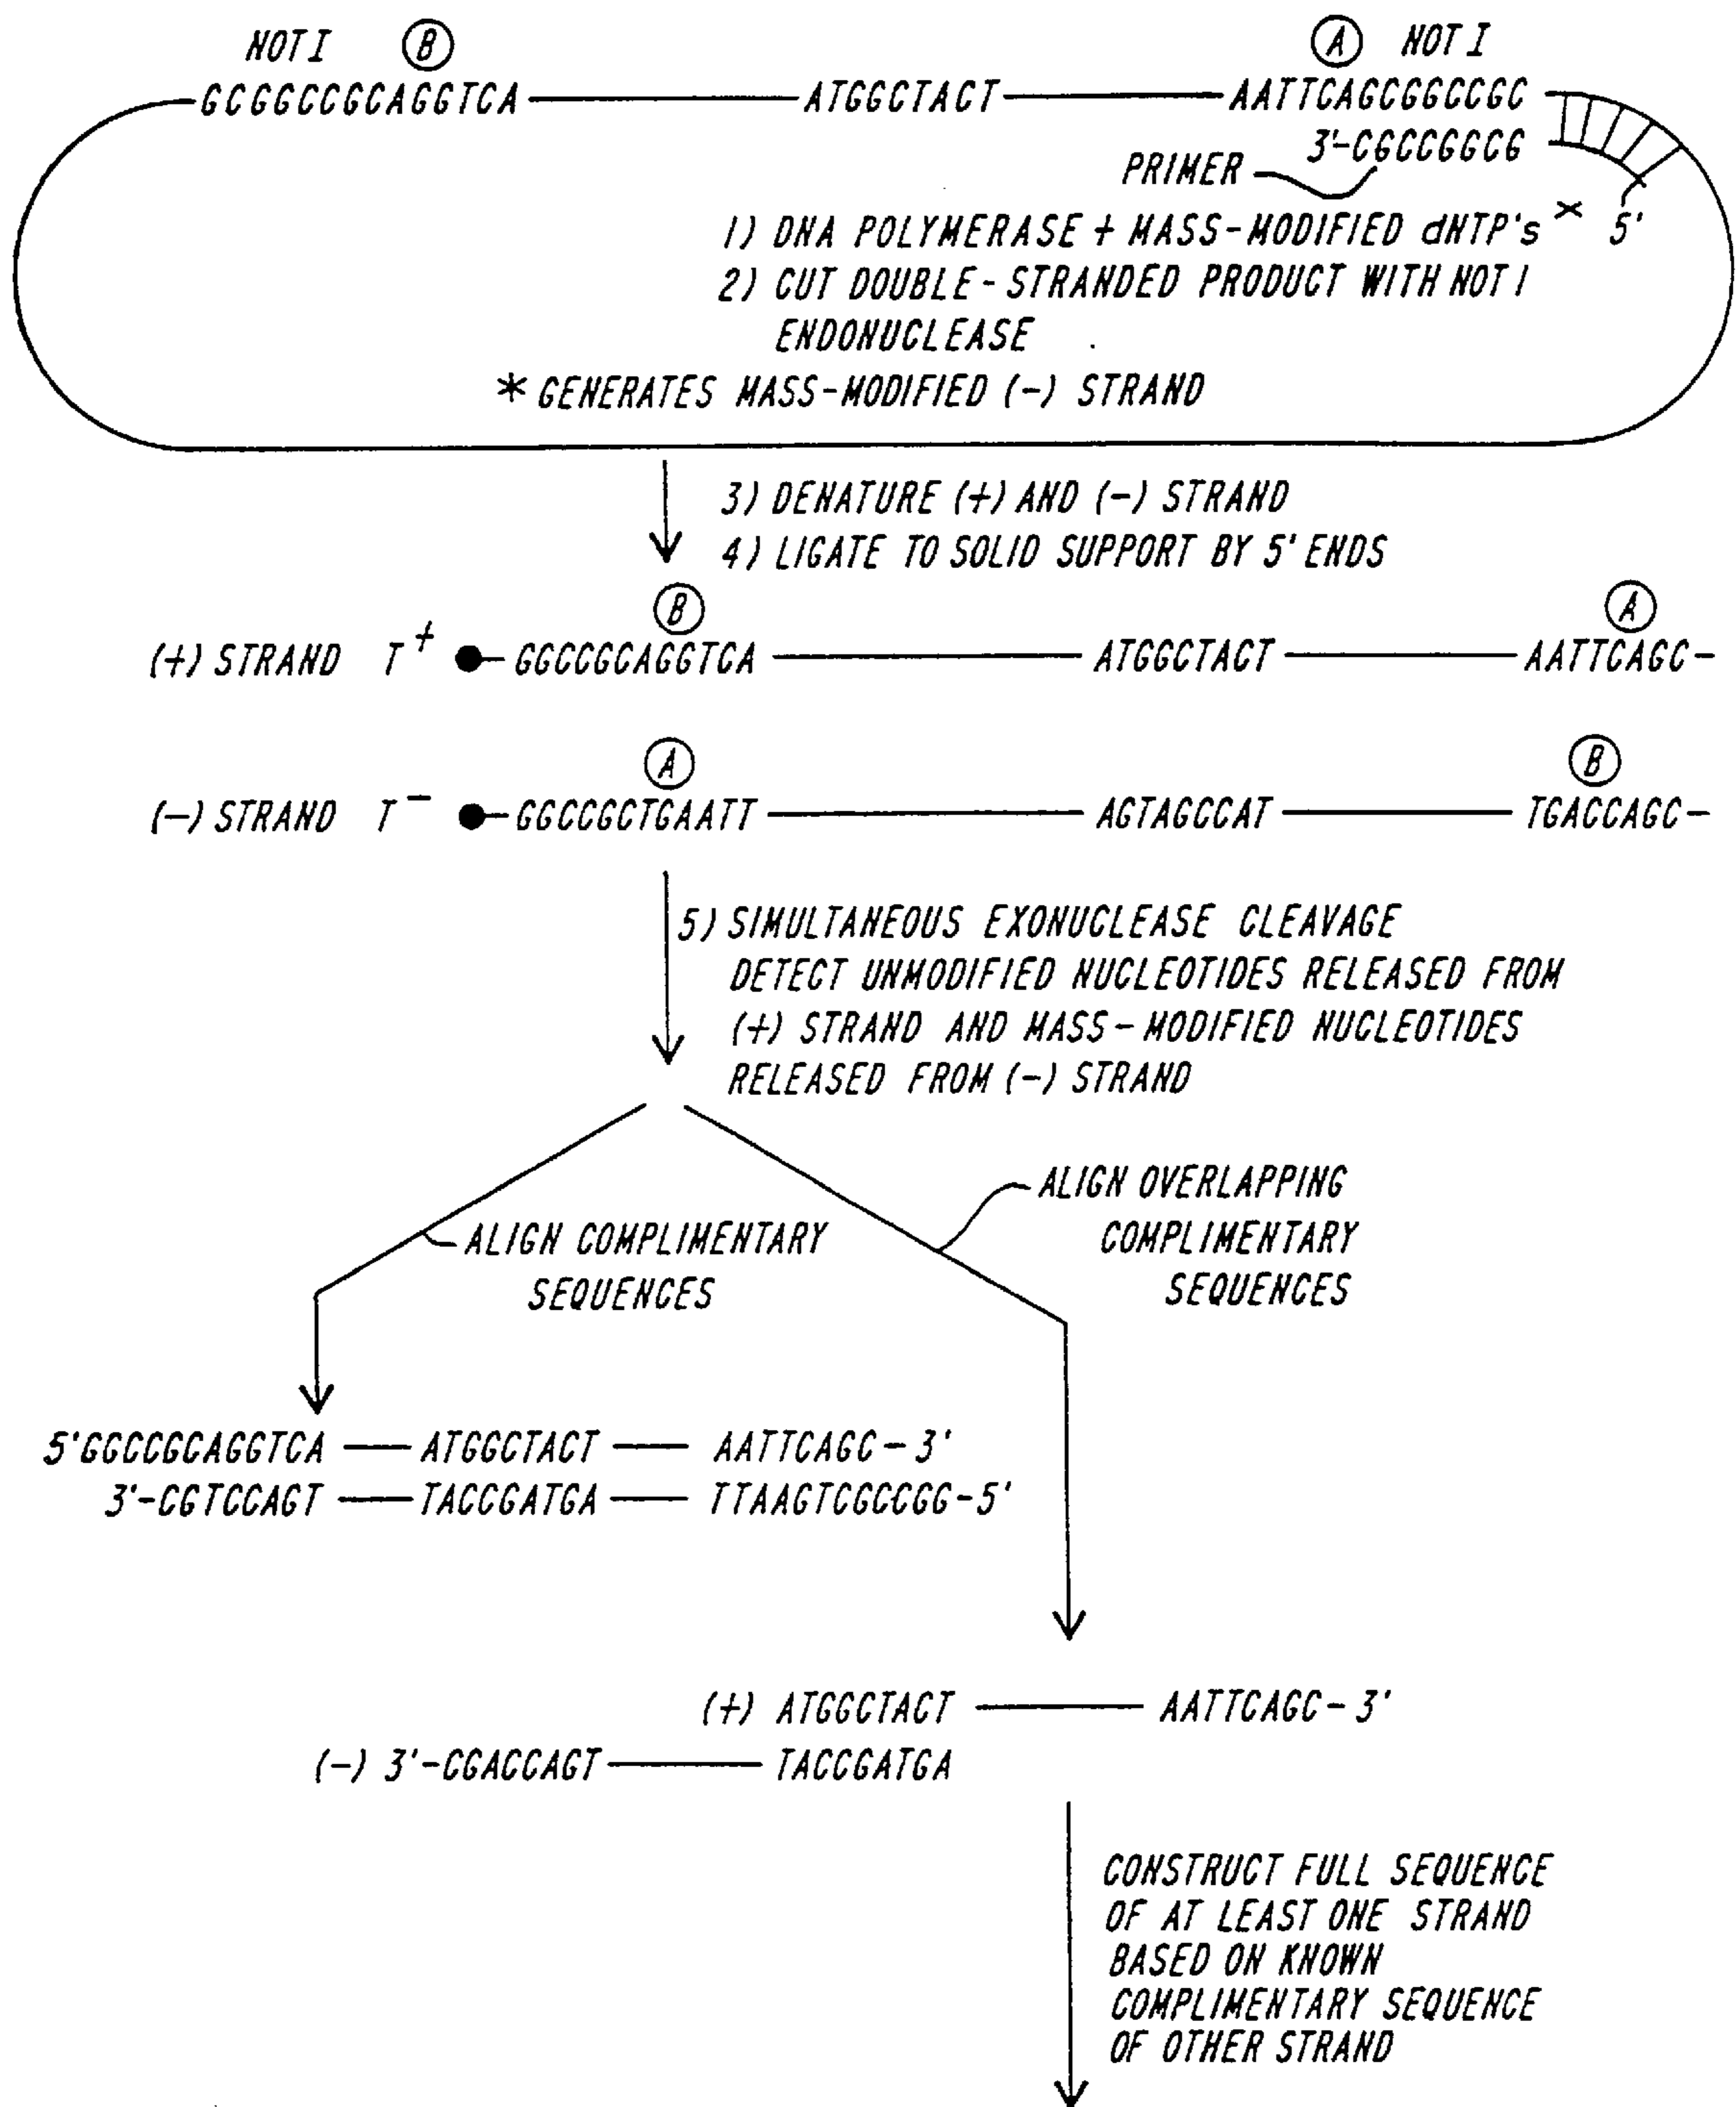 NOT I B
A NOT I
GCGGCCGCAGGTCA ATGGCTACT AATTCAGCGGCCGC
3'-CGCCGGCG
PRIMER
1) DNA POLYMERASE + MASS-MODIFIED dNTP's × 5'
2) CUT DOUBLE-STRANDED PRODUCT WITH NOT I
ENDONUCLEASE
* GENERATES MASS-MODIFIED (-) STRAND
3) DENATURE (+) AND (-) STRAND
4) LIGATE TO SOLID SUPPORT BY 5' ENDS
B A
(+) STRAND T+ GGCCGCAGGTCA ATGGCTACT AATTCAGC-
A B
(-) STRAND T- GGCCGCTGAATT AGTAGCCAT TGACCAGC-
5) SIMULTANEOUS EXONUCLEASE CLEAVAGE
DETECT UNMODIFIED NUCLEOTIDES RELEASED FROM
(+) STRAND AND MASS-MODIFIED NUCLEOTIDES
RELEASED FROM (-) STRAND
ALIGN COMPLIMENTARY
SEQUENCES
ALIGN OVERLAPPING
COMPLIMENTARY
SEQUENCES
5'GGCCGCAGGTCA — ATGGCTACT — AATTCAGC-3'
3'-CGTCCAGT — TACCGATGA — TTAAGTCGCCGG-5'
(+) ATGGCTACT — AATTCAGC-3'
(-) 3'-CGACCAGT — TACCGATGA
CONSTRUCT FULL SEQUENCE
OF AT LEAST ONE STRAND
BASED ON KNOWN
COMPLIMENTARY SEQUENCE
OF OTHER STRAND